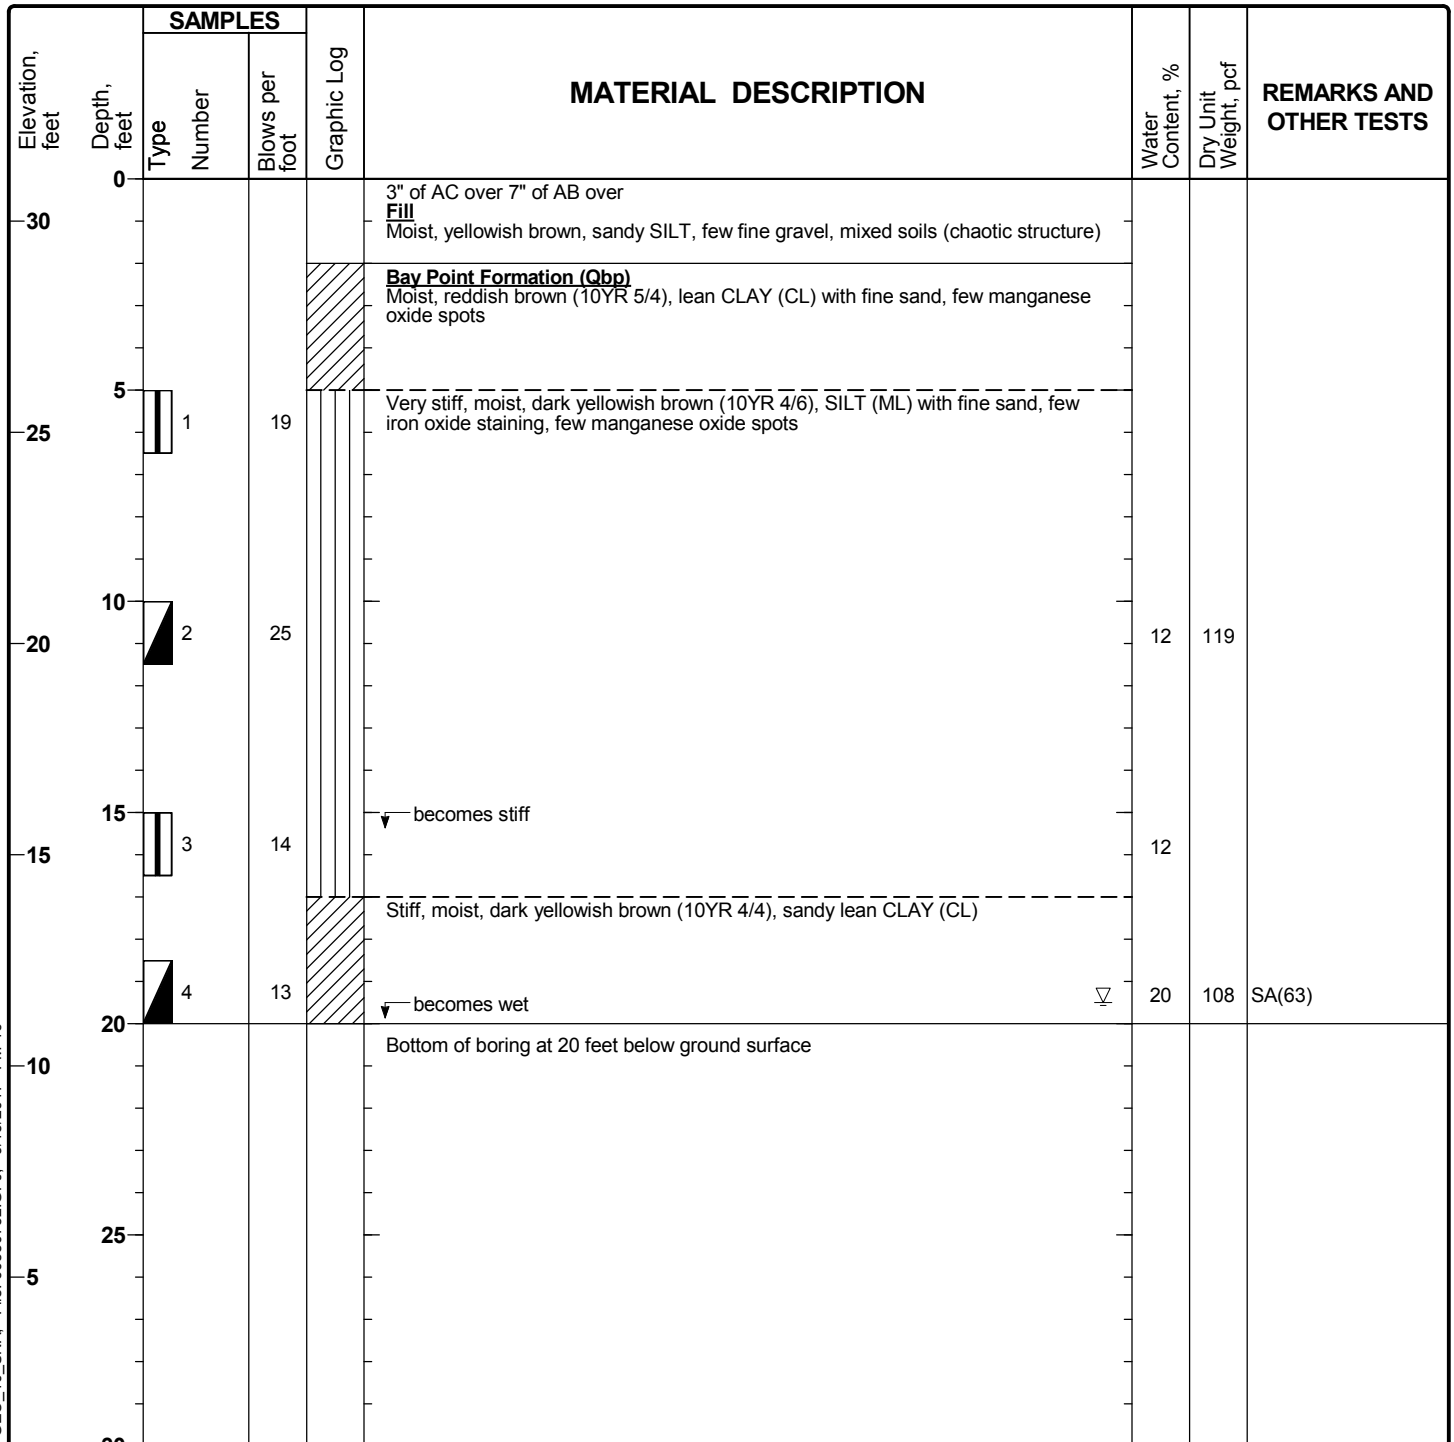 SAMPLES
Elevation,
feet
Depth,
feet
Type
Number
Blows per
foot
Graphic Log
MATERIAL DESCRIPTION
Water
Content, %
Dry Unit
Weight, pcf
REMARKS AND
OTHER TESTS
0
3" of AC over 7" of AB over
30
Fill
Moist, yellowish brown, sandy SILT, few fine gravel, mixed soils (chaotic structure)
Bay Point Formation (Qbp)
Moist, reddish brown (10YR 5/4), lean CLAY (CL) with fine sand, few manganese
oxide spots
5
Very stiff, moist, dark yellowish brown (10YR 4/6), SILT (ML) with fine sand, few
iron oxide staining, few manganese oxide spots
1 19
25
10
2 25
20
12 119
15
becomes stiff
3 14
15
12
Stiff, moist, dark yellowish brown (10YR 4/4), sandy lean CLAY (CL)
4 13
20 108 SA(63)
becomes wet
20
Bottom of boring at 20 feet below ground surface
10
25
5